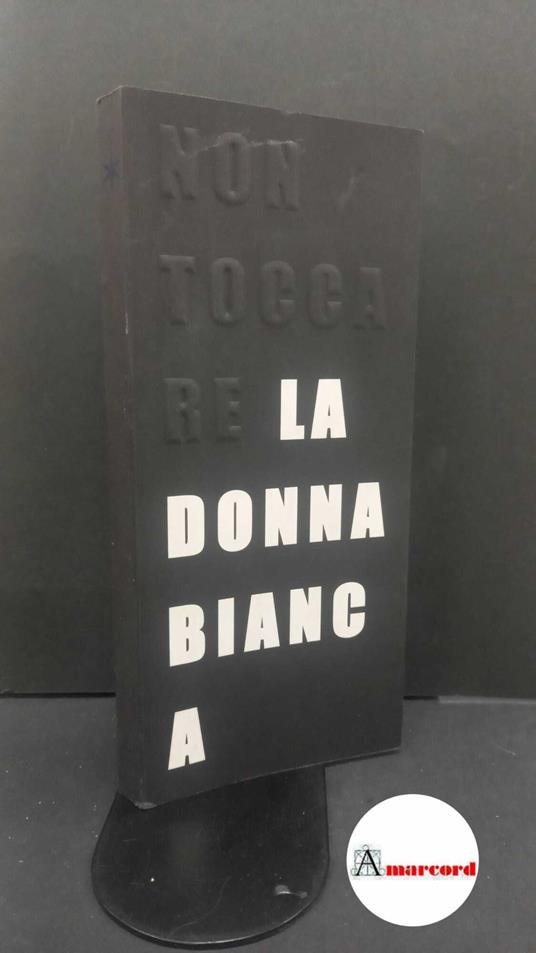 NON
TOCCA
RE LA
DONNA
BIANC
A
Amarcord